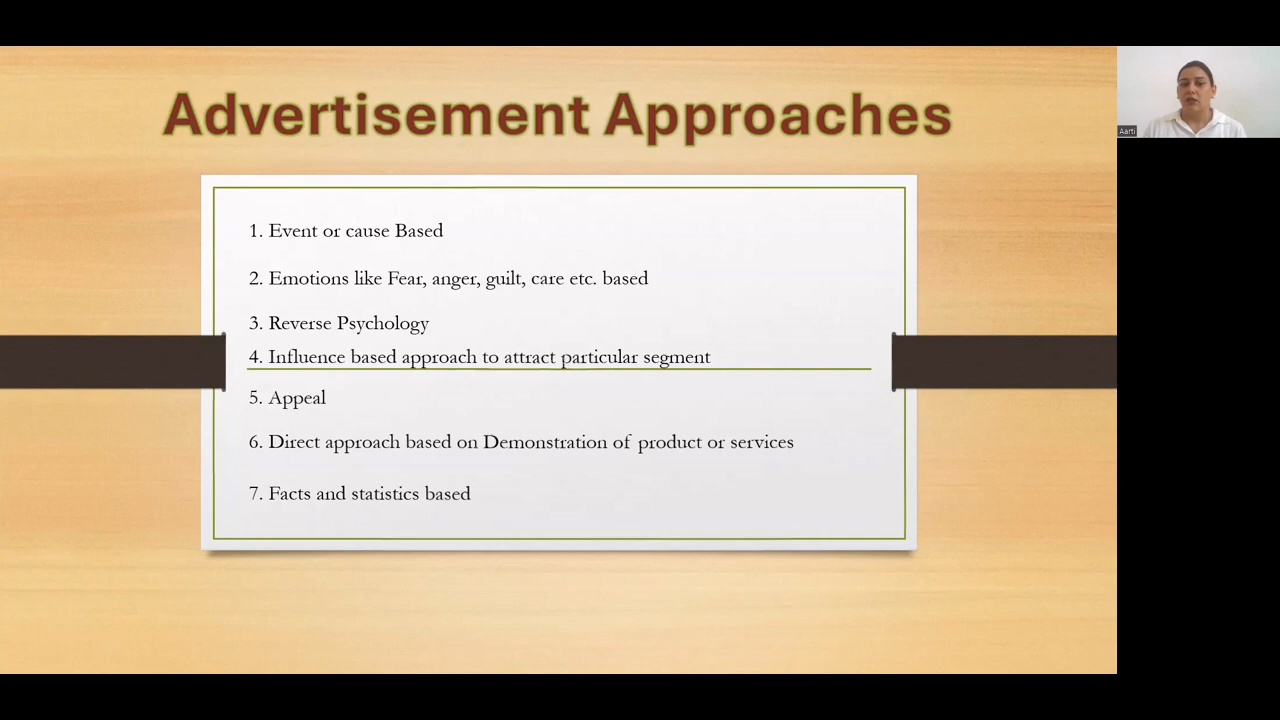 Advertisement Approaches
Aarti
1. Event or cause Based
2. Emotions like Fear, anger, guilt, care etc. based
3. Reverse Psychology
4. Influence based approach to attract particular segment
5. Appeal
6. Direct approach based on Demonstration of product or services
7. Facts and statistics based